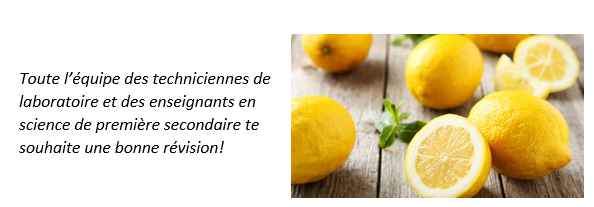 Toute l’équipe des techniciennes de
laboratoire et des enseignants en
science de première secondaire te
souhaite une bonne révision!